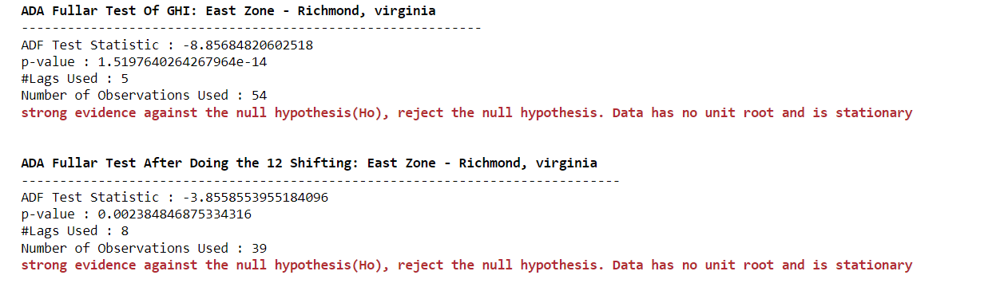 ADA Fullar Test Of GHI: East Zone - Richmond, virginia
------------------------------------------------------------
ADF Test Statistic : -8.85684820602518
p-value : 1.5197640264267964e-14
#Lags Used : 5
Number of Observations Used : 54
strong evidence against the null hypothesis(Ho), reject the null hypothesis. Data has no unit root and is stationary
ADA Fullar Test After Doing the 12 Shifting: East Zone - Richmond, virginia
------------------------------------------------------------------------------
ADF Test Statistic : -3.8558553955184096
p-value : 0.002384846875334316
#Lags Used : 8
Number of Observations Used : 39
strong evidence against the null hypothesis(Ho), reject the null hypothesis. Data has no unit root and is stationary